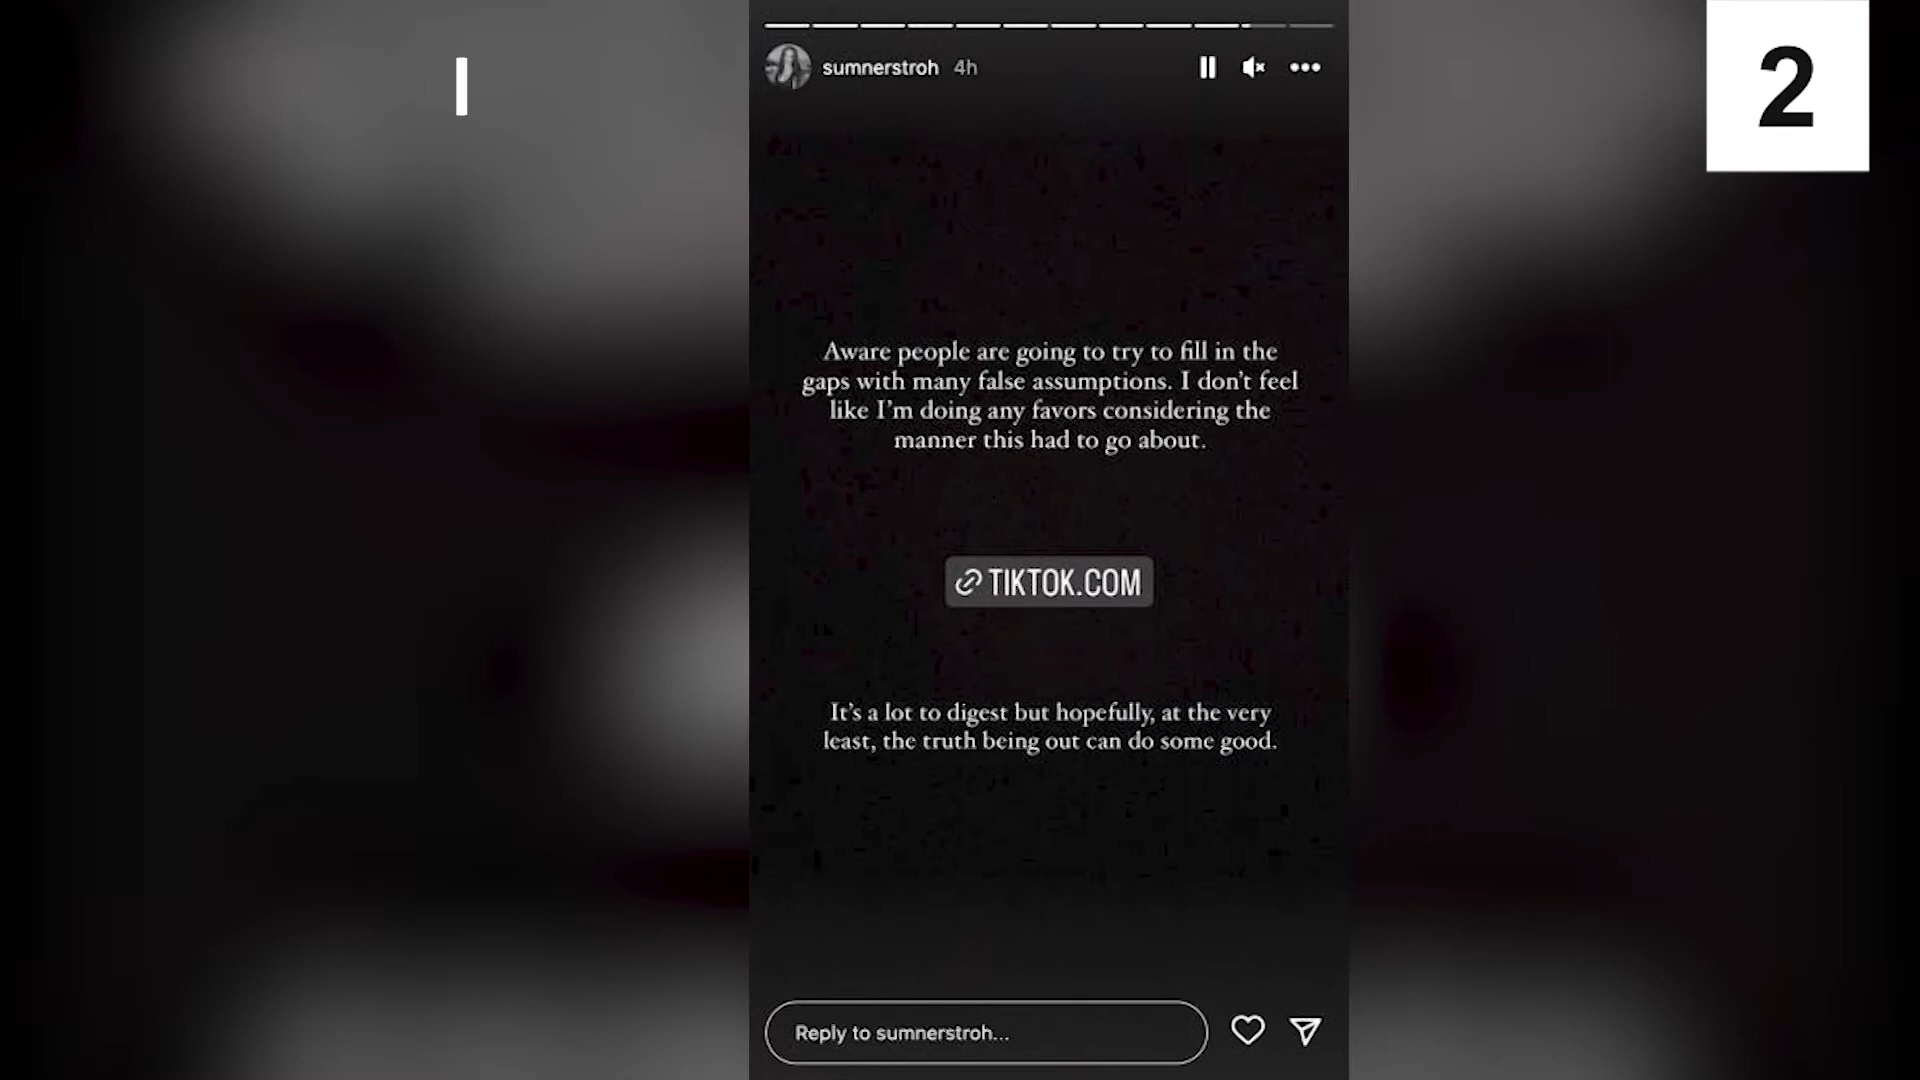 sumnerstroh 4h
2
Aware people are going to try to fill in the
gaps with many false assumptions. I don't feel
like I'm doing any favors considering the
manner this had to go about.
TIKTOK.COM
It's a lot to digest but hopefully, at the very
least, the truth being out can do some good.
Reply to sumnerstroh...